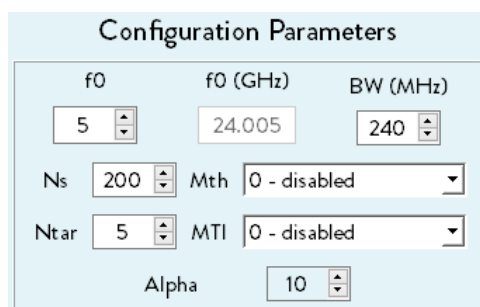 Configuration Parameters
f0 f0 (GHz) BW (MHz)
5 24.005 240
Ns 200 Mth 0 - disabled
Ntar 5 MTI 0 - disabled
Alpha 10